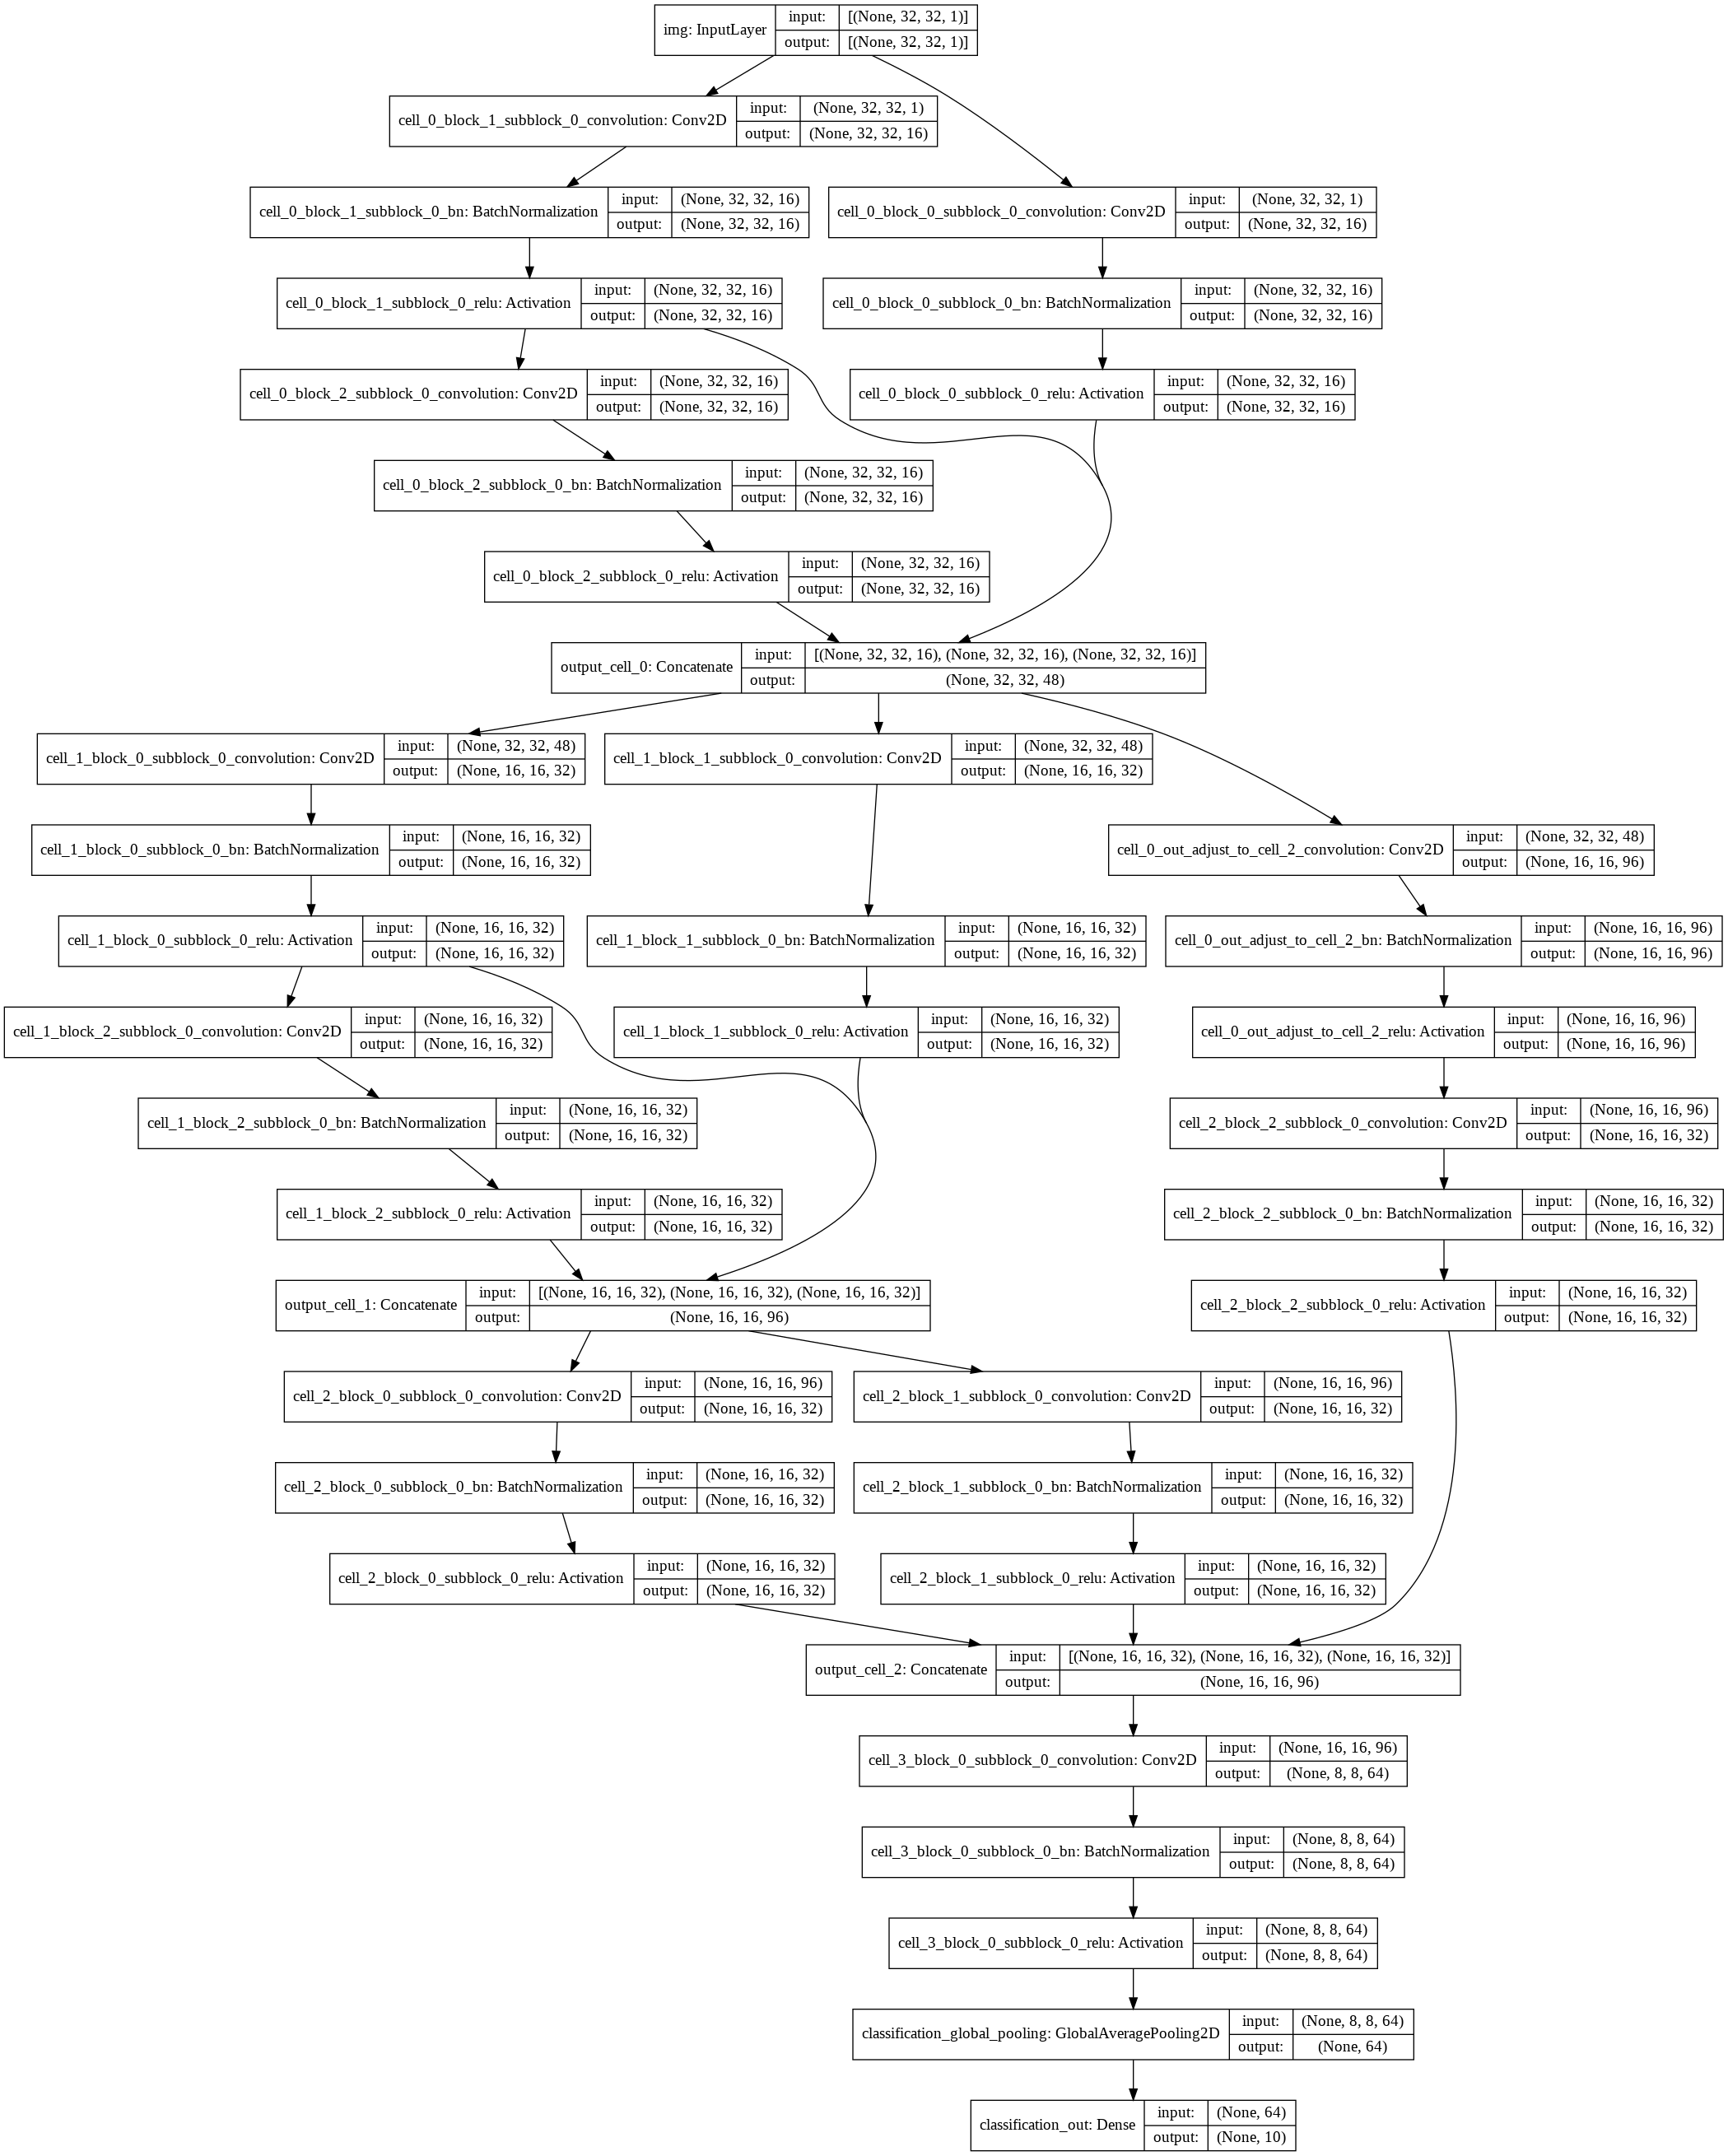 img: InputLayer
input:
[(None, 32, 32, 1)]
output:
[(None, 32, 32, 1)]
cell_0_block_1_subblock_0_convolution: Conv2D
input:
(None, 32, 32, 1)
output:
(None, 32, 32, 16)
cell_0_block_1_subblock_0_bn: BatchNormalization
input:
(None, 32, 32, 16)
output:
(None, 32, 32, 16)
cell_0_block_0_subblock_0_convolution: Conv2D
input:
(None, 32, 32, 1)
output:
(None, 32, 32, 16)
cell_0_block_1_subblock_0_relu: Activation
input:
(None, 32, 32, 16)
output:
(None, 32, 32, 16)
cell_0_block_0_subblock_0_bn: BatchNormalization
input:
(None, 32, 32, 16)
output:
(None, 32, 32, 16)
cell_0_block_2_subblock_0_convolution: Conv2D
input:
(None, 32, 32, 16)
output:
(None, 32, 32, 16)
cell_0_block_0_subblock_0_relu: Activation
input:
(None, 32, 32, 16)
output:
(None, 32, 32, 16)
cell_0_block_2_subblock_0_bn: BatchNormalization
input:
(None, 32, 32, 16)
output:
(None, 32, 32, 16)
cell_0_block_2_subblock_0_relu: Activation
input:
(None, 32, 32, 16)
output:
(None, 32, 32, 16)
output_cell_0: Concatenate
input:
[(None, 32, 32, 16), (None, 32, 32, 16), (None, 32, 32, 16)]
output:
(None, 32, 32, 48)
cell_1_block_0_subblock_0_convolution: Conv2D
input:
(None, 32, 32, 48)
output:
(None, 16, 16, 32)
cell_1_block_1_subblock_0_convolution: Conv2D
input:
(None, 32, 32, 48)
output:
(None, 16, 16, 32)
cell_1_block_0_subblock_0_bn: BatchNormalization
input:
(None, 16, 16, 32)
output:
(None, 16, 16, 32)
cell_0_out_adjust_to_cell_2_convolution: Conv2D
input:
(None, 32, 32, 48)
output:
(None, 16, 16, 96)
cell_1_block_0_subblock_0_relu: Activation
input:
(None, 16, 16, 32)
output:
(None, 16, 16, 32)
cell_1_block_1_subblock_0_bn: BatchNormalization
input:
(None, 16, 16, 32)
output:
(None, 16, 16, 32)
cell_0_out_adjust_to_cell_2_bn: BatchNormalization
input:
(None, 16, 16, 96)
output:
(None, 16, 16, 96)
cell_1_block_2_subblock_0_convolution: Conv2D
input:
(None, 16, 16, 32)
output:
(None, 16, 16, 32)
cell_1_block_1_subblock_0_relu: Activation
input:
(None, 16, 16, 32)
output:
(None, 16, 16, 32)
cell_0_out_adjust_to_cell_2_relu: Activation
input:
(None, 16, 16, 96)
output:
(None, 16, 16, 96)
cell_1_block_2_subblock_0_bn: BatchNormalization
input:
(None, 16, 16, 32)
output:
(None, 16, 16, 32)
cell_2_block_2_subblock_0_convolution: Conv2D
input:
(None, 16, 16, 96)
output:
(None, 16, 16, 32)
cell_1_block_2_subblock_0_relu: Activation
input:
(None, 16, 16, 32)
output:
(None, 16, 16, 32)
cell_2_block_2_subblock_0_bn: BatchNormalization
input:
(None, 16, 16, 32)
output:
(None, 16, 16, 32)
output_cell_1: Concatenate
input:
[(None, 16, 16, 32), (None, 16, 16, 32), (None, 16, 16, 32)]
output:
(None, 16, 16, 96)
cell_2_block_2_subblock_0_relu: Activation
input:
(None, 16, 16, 32)
output:
(None, 16, 16, 32)
cell_2_block_0_subblock_0_convolution: Conv2D
input:
(None, 16, 16, 96)
output:
(None, 16, 16, 32)
cell_2_block_1_subblock_0_convolution: Conv2D
input:
(None, 16, 16, 96)
output:
(None, 16, 16, 32)
cell_2_block_0_subblock_0_bn: BatchNormalization
input:
(None, 16, 16, 32)
output:
(None, 16, 16, 32)
cell_2_block_1_subblock_0_bn: BatchNormalization
input:
(None, 16, 16, 32)
output:
(None, 16, 16, 32)
cell_2_block_0_subblock_0_relu: Activation
input:
(None, 16, 16, 32)
output:
(None, 16, 16, 32)
cell_2_block_1_subblock_0_relu: Activation
input:
(None, 16, 16, 32)
output:
(None, 16, 16, 32)
output_cell_2: Concatenate
input:
[(None, 16, 16, 32), (None, 16, 16, 32), (None, 16, 16, 32)]
output:
(None, 16, 16, 96)
cell_3_block_0_subblock_0_convolution: Conv2D
input:
(None, 16, 16, 96)
output:
(None, 8, 8, 64)
cell_3_block_0_subblock_0_bn: BatchNormalization
input:
(None, 8, 8, 64)
output:
(None, 8, 8, 64)
cell_3_block_0_subblock_0_relu: Activation
input:
(None, 8, 8, 64)
output:
(None, 8, 8, 64)
classification_global_pooling: GlobalAveragePooling2D
input:
(None, 8, 8, 64)
output:
(None, 64)
classification_out: Dense
input:
(None, 64)
output:
(None, 10)